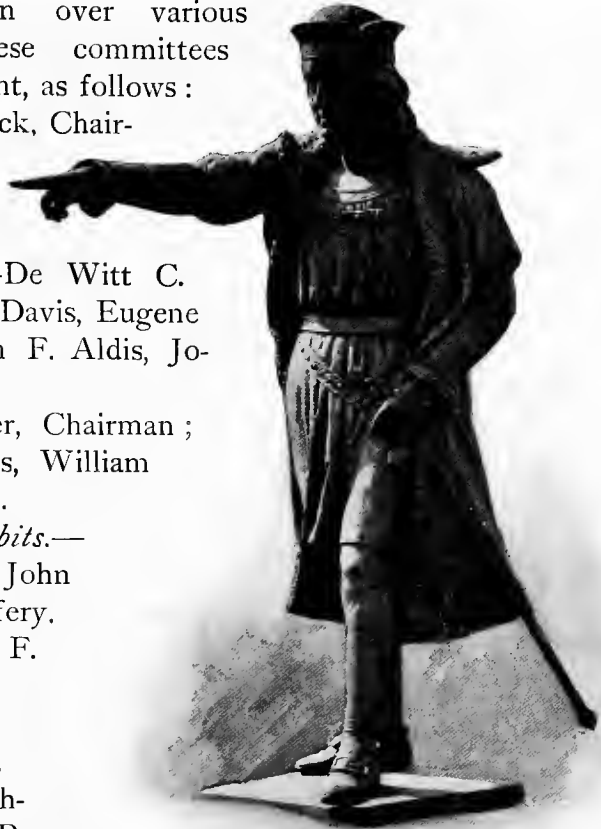 n over various
ese committees
nt, as follows :
ck, Chair-
-De Witt C.
Davis, Eugene
n F. Aldis, Jo-
er, Chairman ;
s, William
.
bits.—
John
fery.
F.
h-